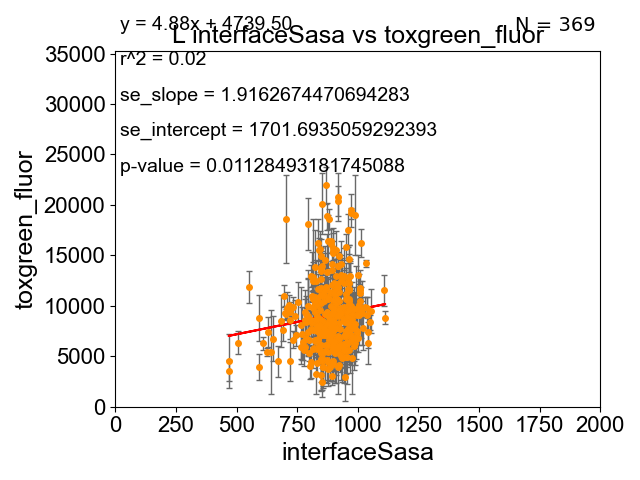 y = 4.88x + 4739.50
N = 369
L interfaceSasa vs toxgreen_fluor
r^2 = 0.02
se_slope = 1.9162674470694283
se_intercept = 1701.6935059292393
p-value = 0.01128493181745088
toxgreen_fluor
35000
30000
25000
20000
15000
10000
5000
0
0 250 500 750 1000 1250 1500 1750 2000
interfaceSasa